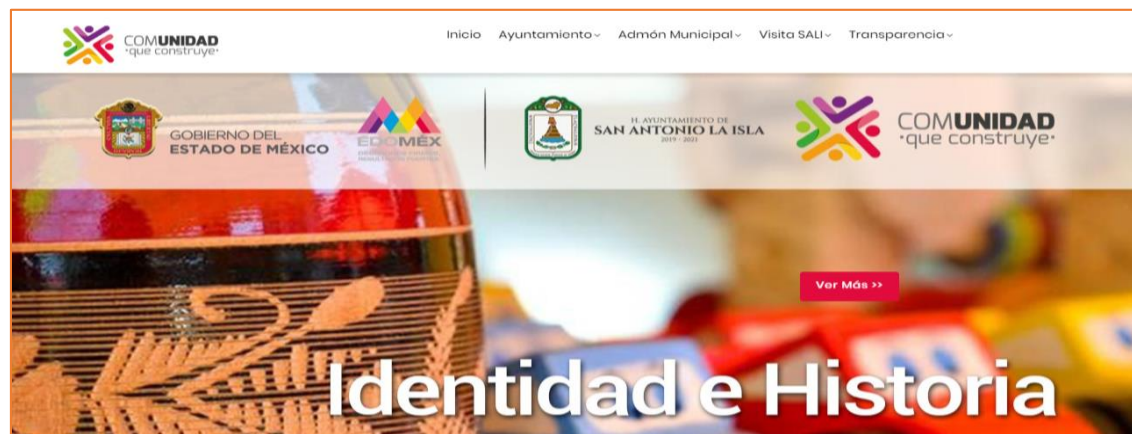 COMUNIDAD
•que construye•
Inicio Ayuntamiento Admón Municipal Visita SALI Transparencia
GOBIERNO DEL
ESTADO DE MÉXICO
EDOMÉX
H. AYUNTAMIENTO DE
SAN ANTONIO LA ISLA
2019 - 2021
COMUNIDAD
•que construye•
Ver Más >>
Identidad e Historia